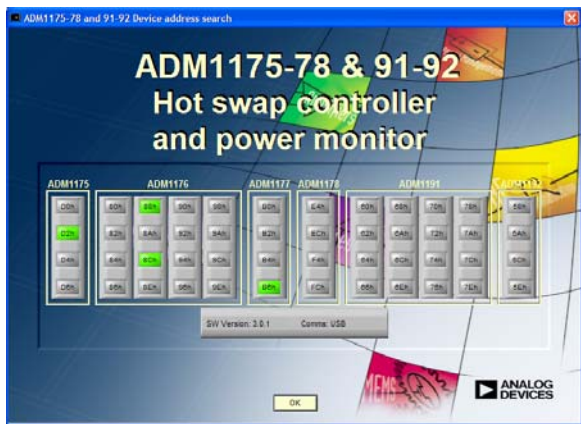 ADM1175-78 and 91-92 Device address search
ADM1175-78 & 91-92
Hot swap controller
and power monitor
ADM1175 ADM1176 ADM1177 ADM1178 ADM1191 ADM1192
D0h 80h 88h 90h 98h B0h E4h 60h 68h 70h 78h 58h
D2h 82h 8Ah 92h 9Ah B2h ECh 62h 6Ah 72h 7Ah 5Ah
D4h 84h 8Ch 94h 9Ch B4h F4h 64h 6Ch 74h 7Ch 5Ch
D6h 86h 8Eh 96h 9Eh B6h FCh 66h 6Eh 76h 7Eh 5Eh
SW Version: 3.0.1 Comms: USB
OK
MEMS
ANALOG
DEVICES